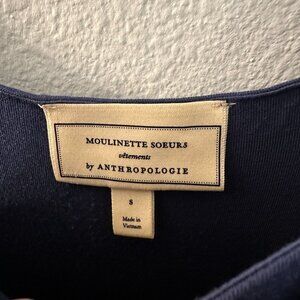 MOULINETTE SOEURS
vêtements
by ANTHROPOLOGIE
S
Made in
Vietnam